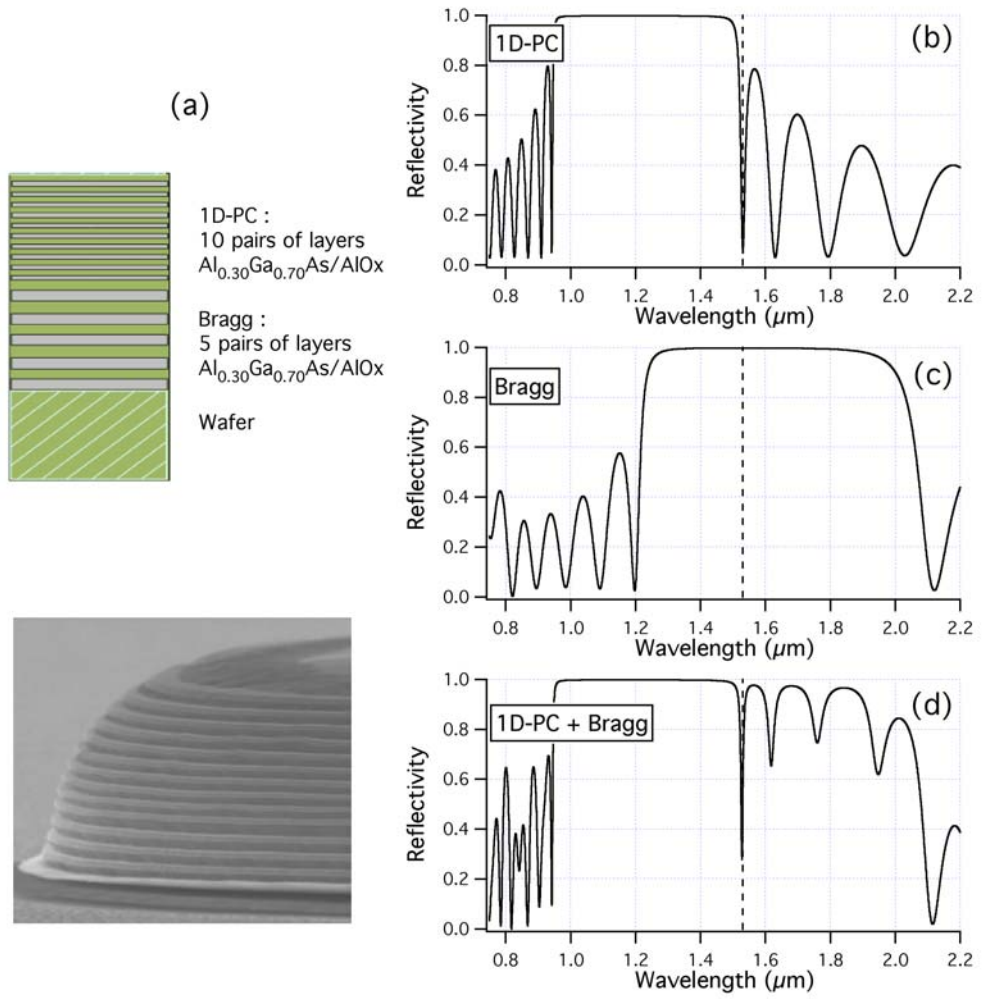 (a)
1D-PC :
10 pairs of layers
Al0.30Ga0.70As/AlOx
Bragg :
5 pairs of layers
Al0.30Ga0.70As/AlOx
Wafer
1D-PC
(b)
Reflectivity
1.0
0.8
0.6
0.4
0.2
0.0
0.8 1.0 1.2 1.4 1.6 1.8 2.0 2.2
Wavelength (µm)
Bragg
(c)
Reflectivity
1.0
0.8
0.6
0.4
0.2
0.0
0.8 1.0 1.2 1.4 1.6 1.8 2.0 2.2
Wavelength (µm)
1D-PC + Bragg
(d)
Reflectivity
1.0
0.8
0.6
0.4
0.2
0.0
0.8 1.0 1.2 1.4 1.6 1.8 2.0 2.2
Wavelength (µm)